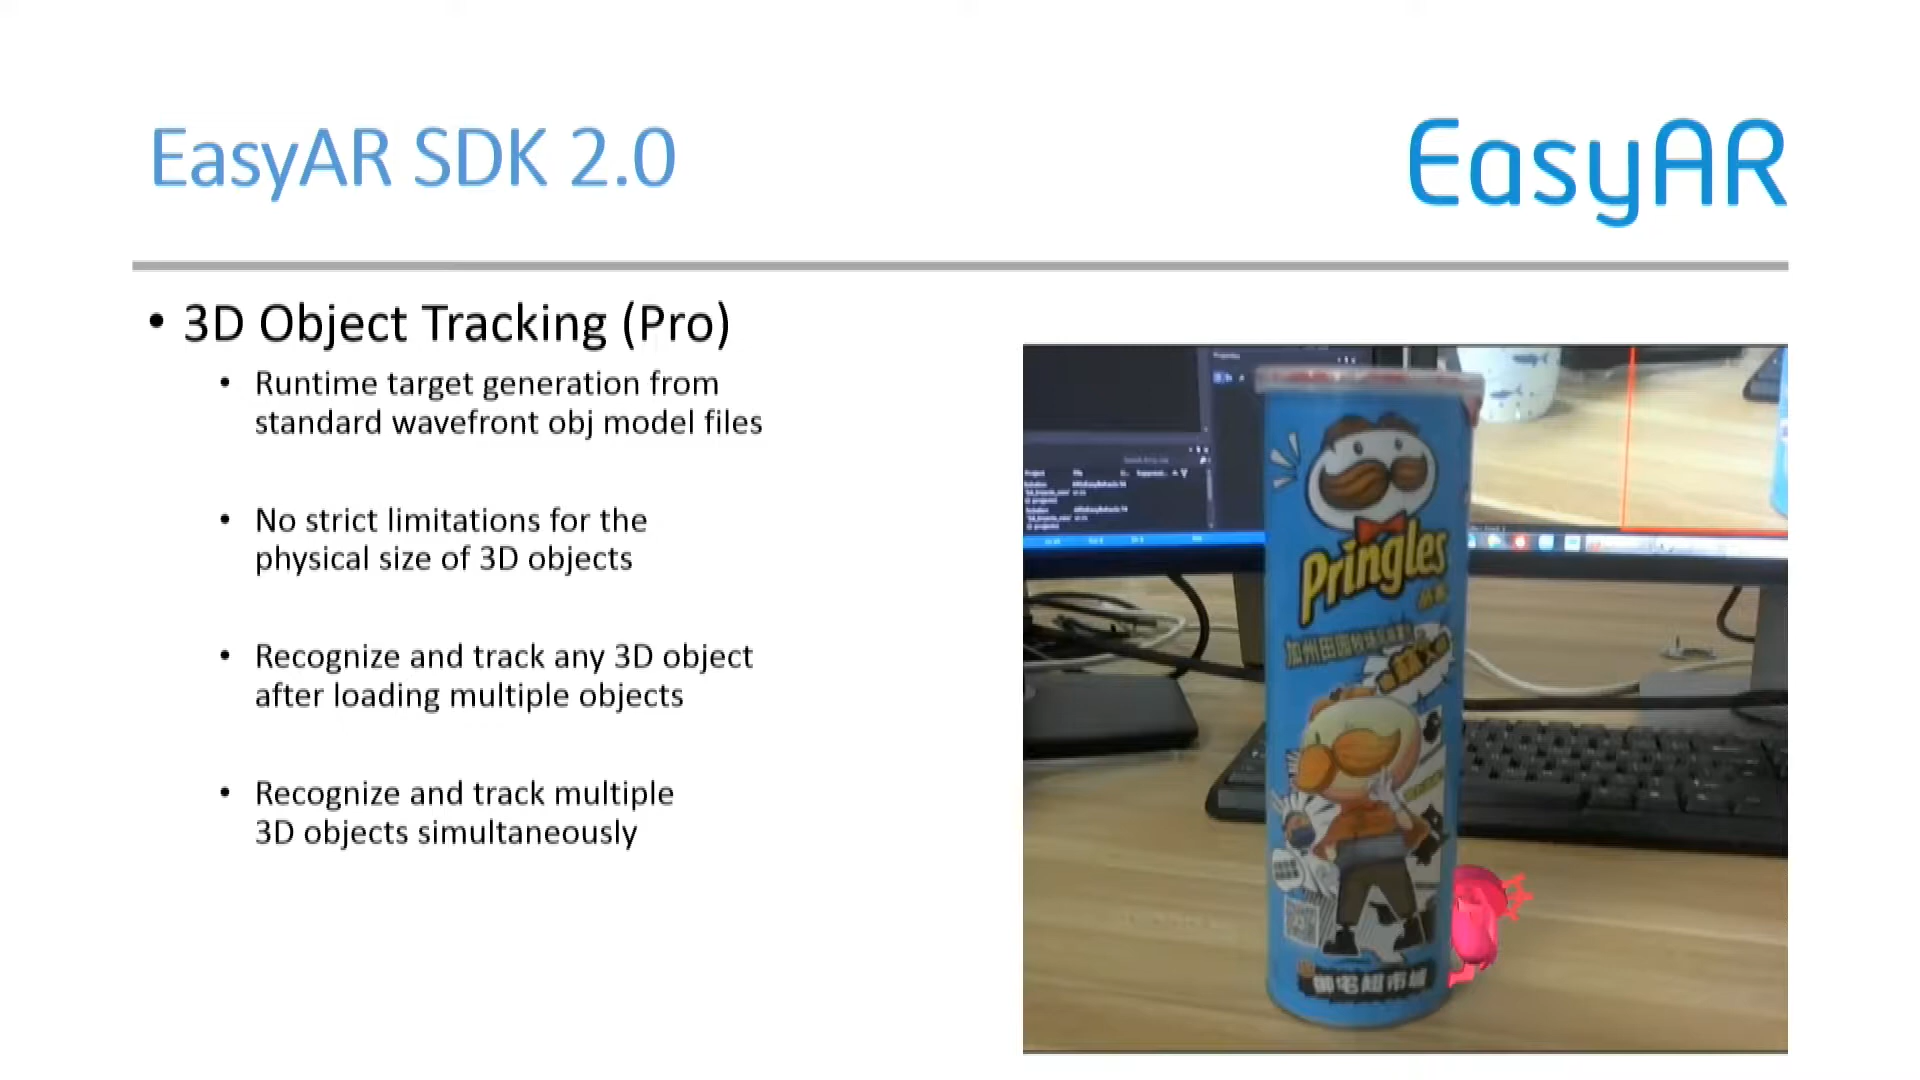 EasyAR SDK 2.0
EasyAR
• 3D Object Tracking (Pro)
• Runtime target generation from
standard wavefront obj model files
• No strict limitations for the
physical size of 3D objects
• Recognize and track any 3D object
after loading multiple objects
• Recognize and track multiple
3D objects simultaneously
Pringles